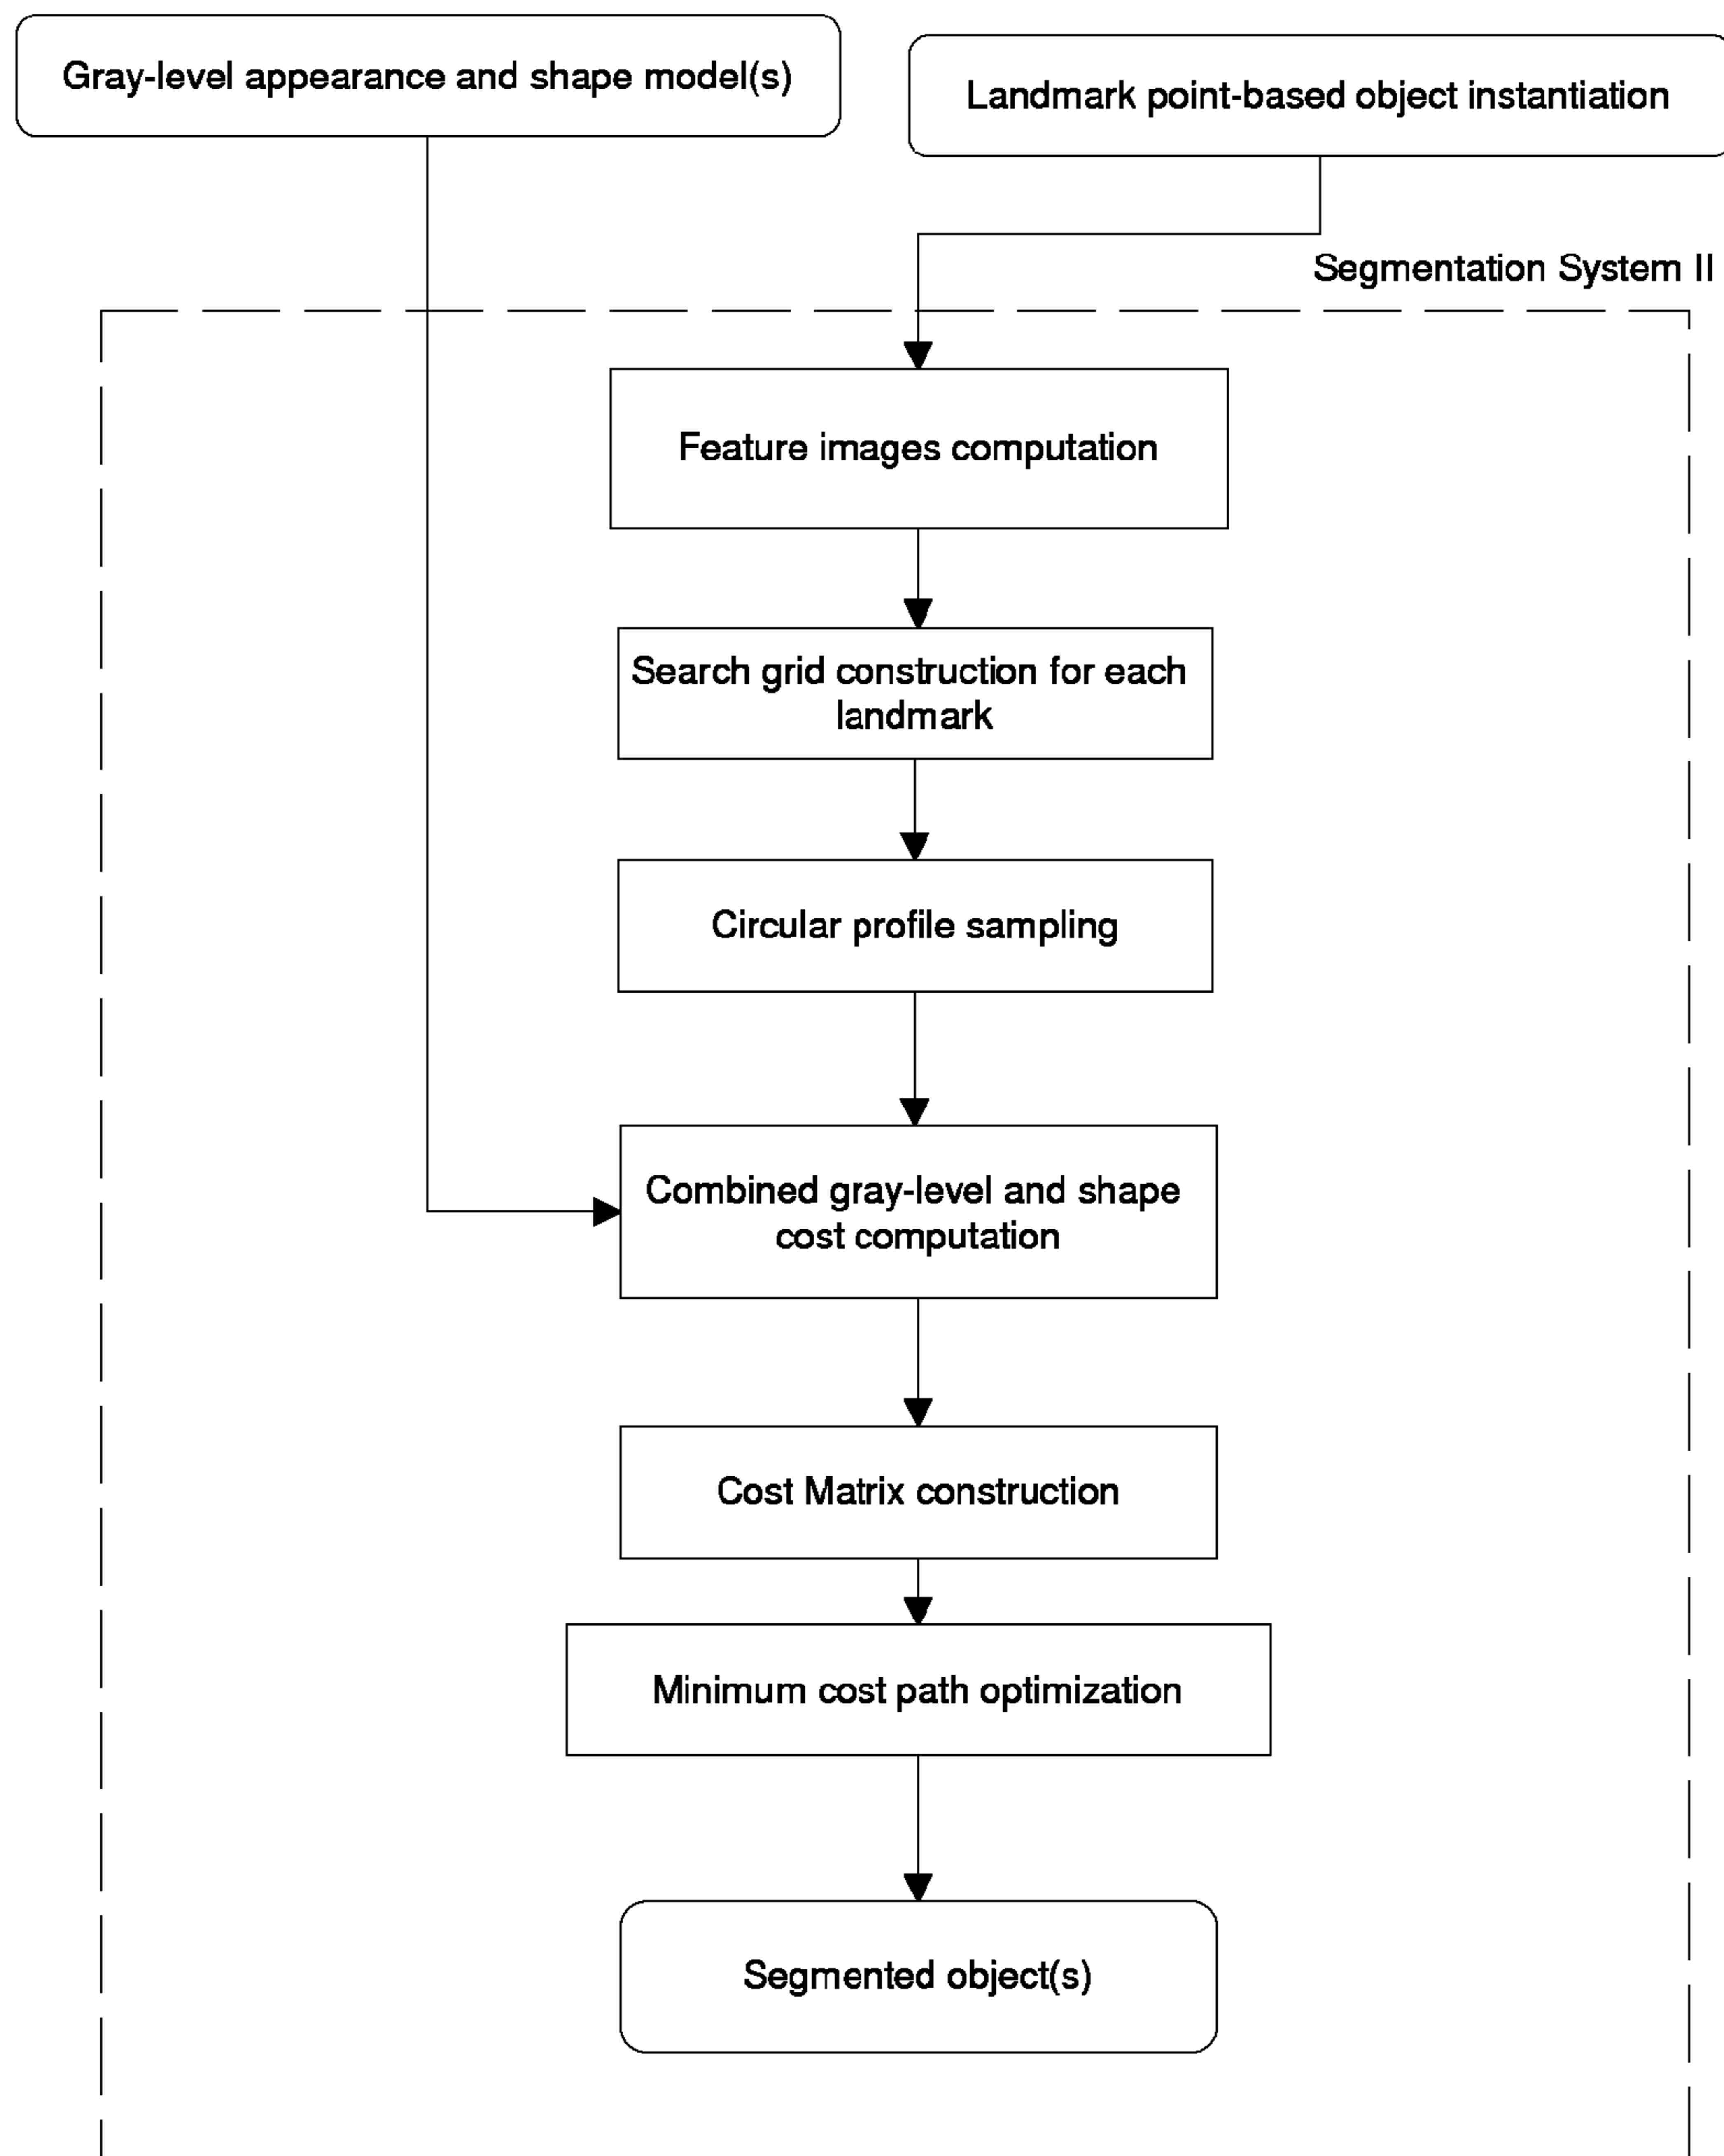 Gray-level appearance and shape model(s)
Landmark point-based object instantiation
Segmentation System II
Feature images computation
Search grid construction for each
landmark
Circular profile sampling
Combined gray-level and shape
cost computation
Cost Matrix construction
Minimum cost path optimization
Segmented object(s)